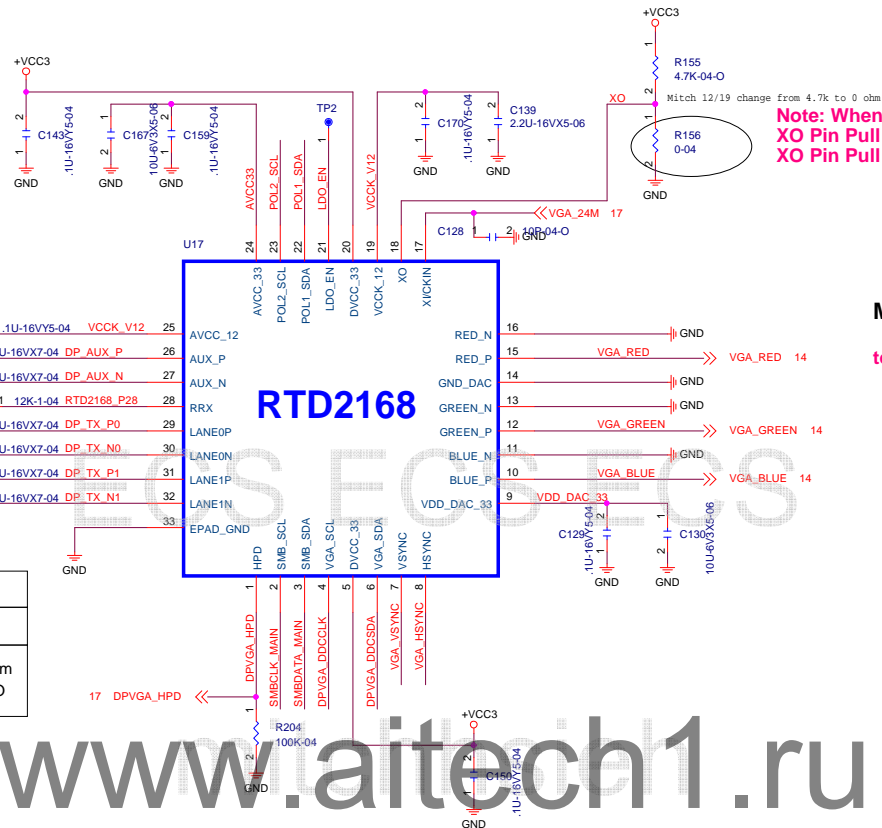 +VCC3
+VCC3
R155
4.7K-04-O
XO
Mitch 12/19 change from 4.7k to 0 ohm
Note: When
XO Pin Pull
XO Pin Pull
R156
0-04
GND
C143
.1U-16VY5-04
GND
C167
10U-6V3X5-06
GND
C159
.1U-16VY5-04
TP2
C170
.1U-16VY5-04
GND
C139
2.2U-16VX5-06
GND
AVCC33
POL2_SCL
POL1_SDA
LDO_EN
VCCK_V12
VGA_24M 17
C128
10P-04-O
GND
U17
24 23 22 21 20 19 18 17
AVCC_33
POL2_SCL
POL1_SDA
LDO_EN
DVCC_33
VCCK_12
XO
XI/CKIN
RTD2168
.1U-16VY5-04 VCCK_V12 25 AVCC_12
U-16VX7-04 DP_AUX_P 26 AUX_P
U-16VX7-04 DP_AUX_N 27 AUX_N
1 12K-1-04 RTD2168_P28 28 RRX
U-16VX7-04 DP_TX_P0 29 LANE0P
U-16VX7-04 DP_TX_N0 30 LANE0N
U-16VX7-04 DP_TX_P1 31 LANE1P
U-16VX7-04 DP_TX_N1 32 LANE1N
33 EPAD_GND
GND
RED_N 16 GND
RED_P 15 VGA_RED VGA_RED 14
GND_DAC 14 GND
GREEN_N 13 GND
GREEN_P 12 VGA_GREEN VGA_GREEN 14
BLUE_N 11 GND
BLUE_P 10 VGA_BLUE VGA_BLUE 14
VDD_DAC_33 9 VDD_DAC_33
C129
.1U-16VY5-04
GND
C130
10U-6V3X5-06
GND
ECS ECS ECS
HPD
SMB_SCL
SMB_SDA
VGA_SCL
DVCC_33
VGA_SDA
VSYNC
HSYNC
1 2 3 4 5 6 7 8
DPVGA_HPD
SMBCLK_MAIN
SMBDATA_MAIN
DPVGA_DDCCLK
DPVGA_DDCSDA
VGA_VSYNC
VGA_HSYNC
17 DPVGA_HPD
R204
100K-04
GND
+VCC3
C150
.1U-16VY5-04
GND
www.aitech1.ru